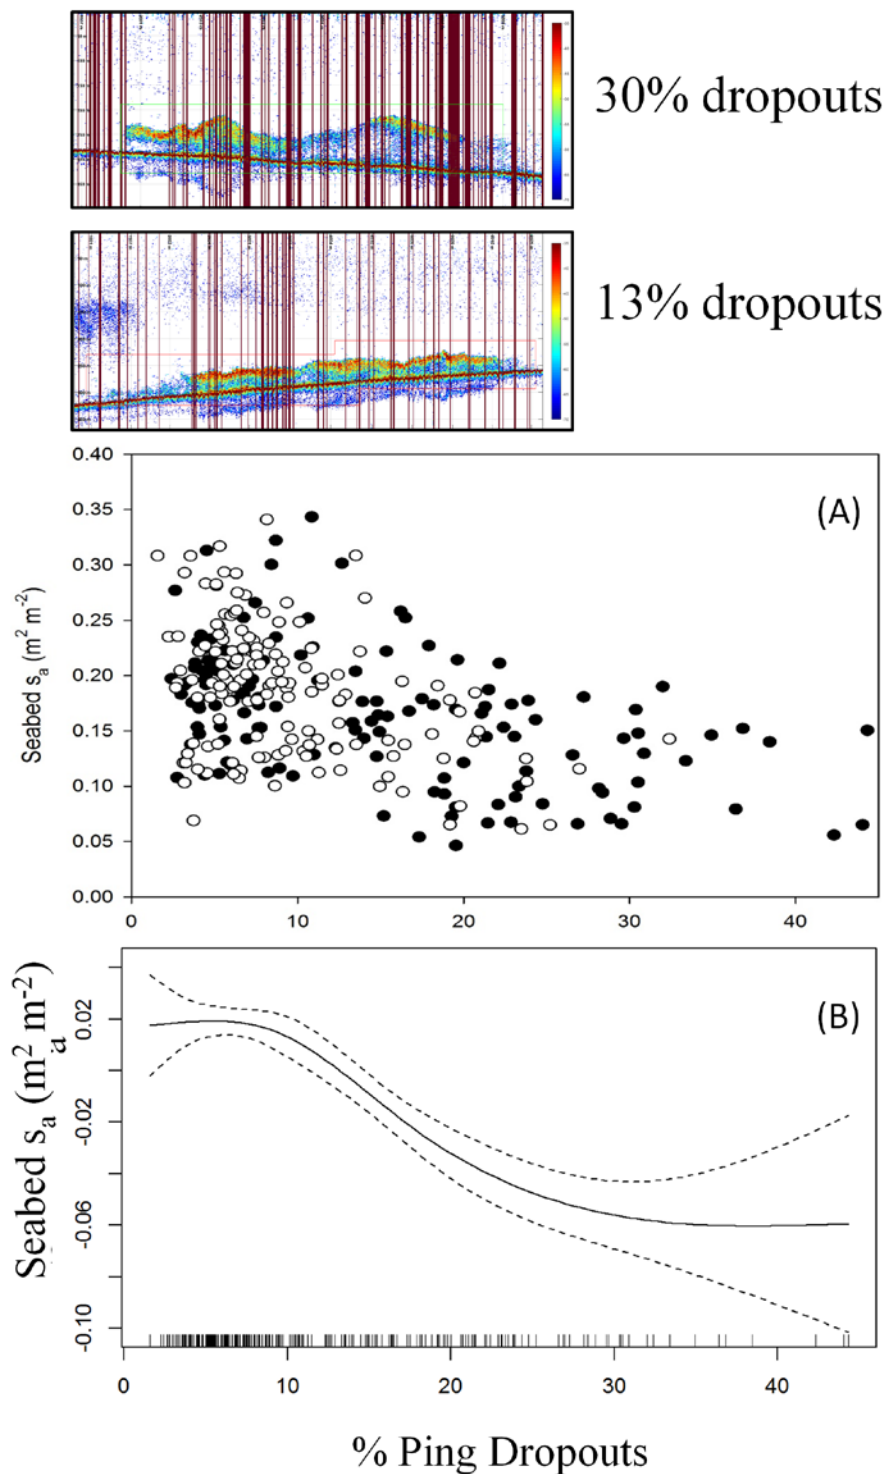 30% dropouts
13% dropouts
0.40
(A)
0.35
0.30
0.25
0.20
0.15
0.10
0.05
0.00
Seabed sa (m2 m-2)
0 10 20 30 40
(B)
0.02
-0.02
-0.06
-0.10
Seabed sa (m2 m-2)
a
0 10 20 30 40
% Ping Dropouts